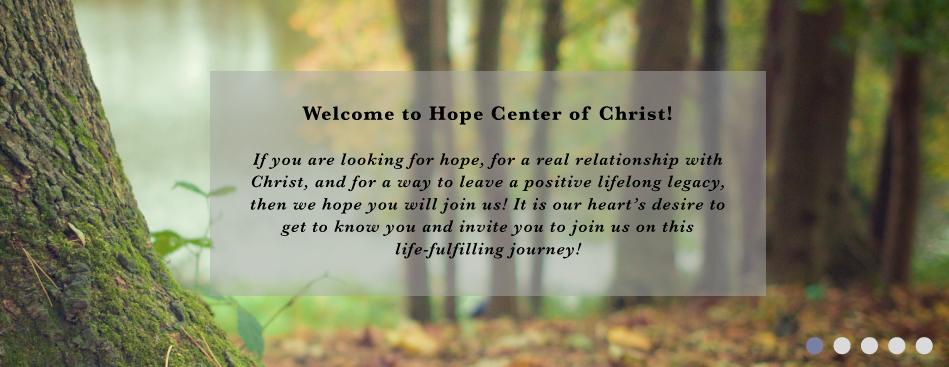 Welcome to Hope Center of Christ!
If you are looking for hope, for a real relationship with
Christ, and for a way to leave a positive lifelong legacy,
then we hope you will join us! It is our heart’s desire to
get to know you and invite you to join us on this
life-fulfilling journey!